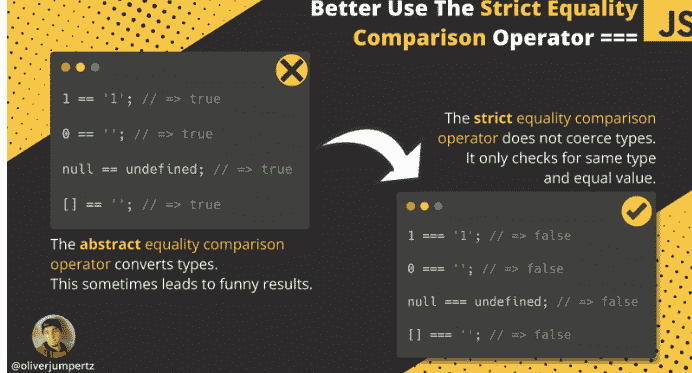 Better Use The Strict Equality
Comparison Operator ===
JS
1 == '1'; // => true
0 == ''; // => true
null == undefined; // => true
[] == ''; // => true
The abstract equality comparison
operator converts types.
This sometimes leads to funny results.
The strict equality comparison
operator does not coerce types.
It only checks for same type
and equal value.
1 === '1'; // => false
0 === ''; // => false
null === undefined; // => false
[] === ''; // => false
@oliverjumpertz